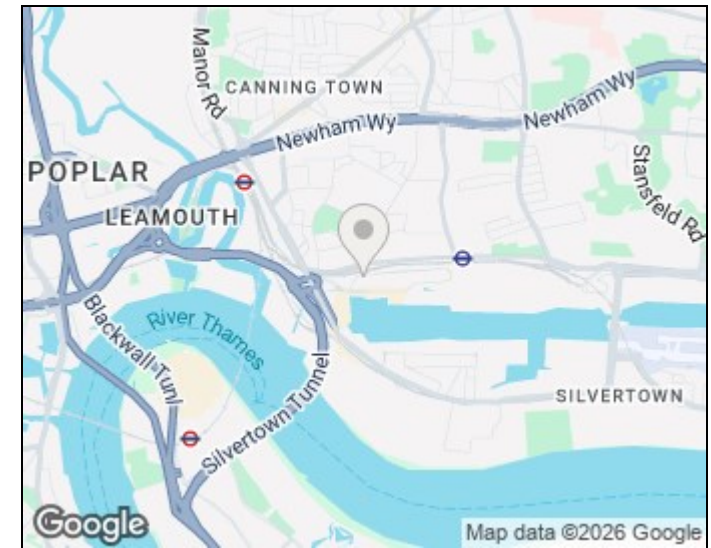 Manor Rd
CANNING TOWN
Newham Wy
Newham Wy
POPLAR
Stansfeld Rd
LEAMOUTH
Blackwall Tunl
River Thames
Silvertown Tunnel
SILVERTOWN
Google
Map data ©2026 Google